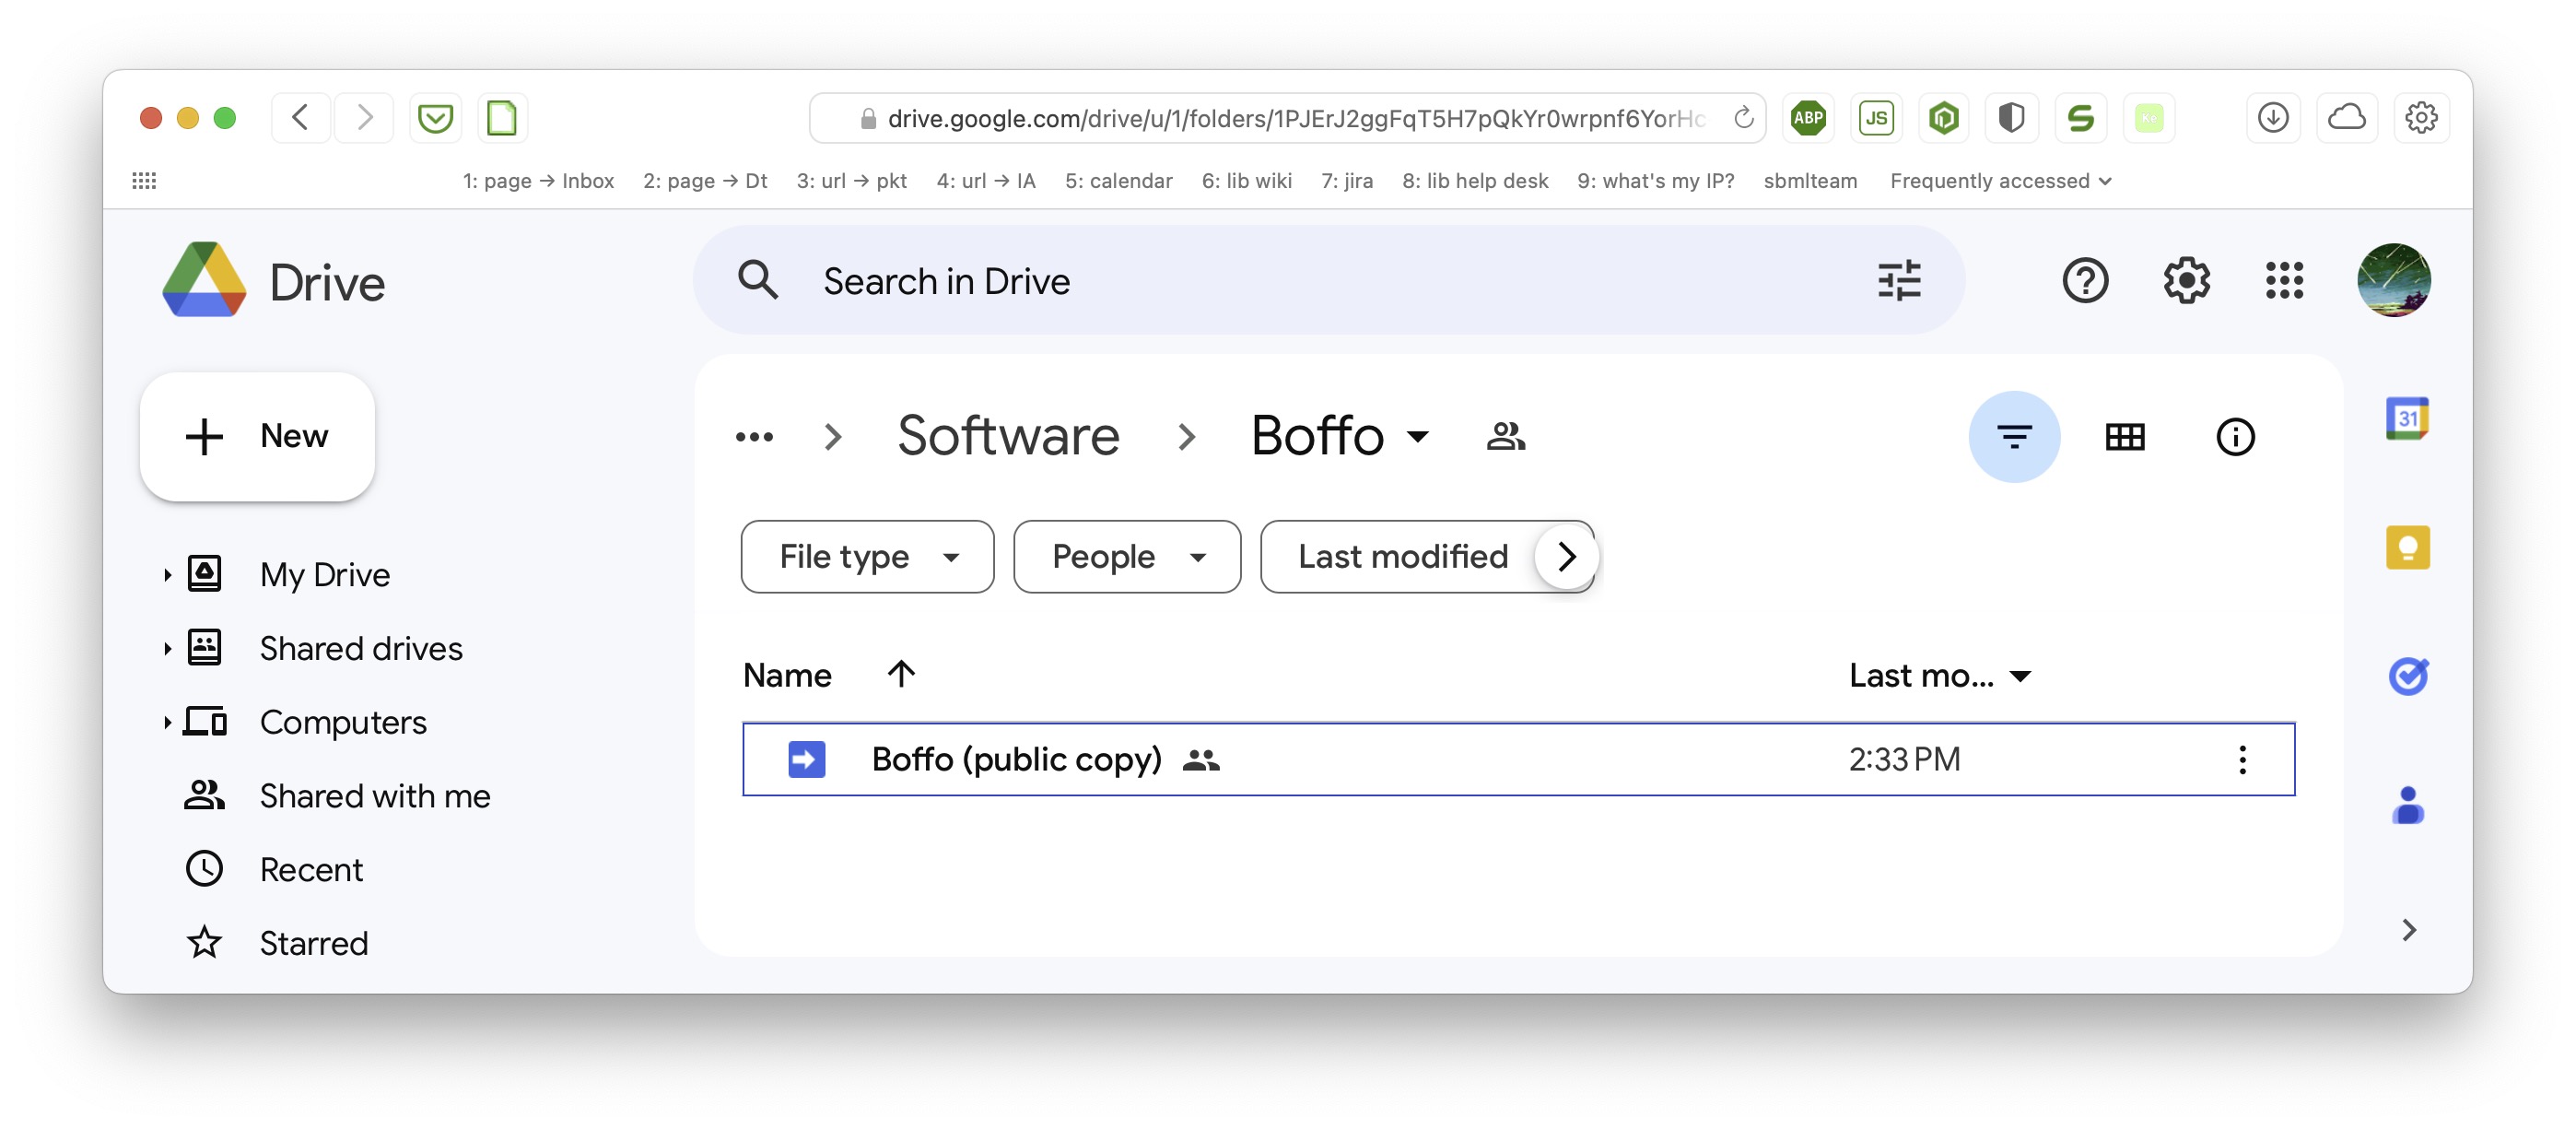 drive.google.com/drive/u/1/folders/1PJErJ2ggFqT5H7pQkYr0wrpnf6YorHc
ABP
JS
1: page → Inbox 2: page → Dt 3: url → pkt 4: url → IA 5: calendar 6: lib wiki 7: jira 8: lib help desk 9: what's my IP? sbmlteam Frequently accessed
Drive
Search in Drive
New
Software > Boffo
31
File type People Last modified
My Drive
Shared drives
Computers
Shared with me
Recent
Starred
Name Last mo...
Boffo (public copy) 2:33 PM